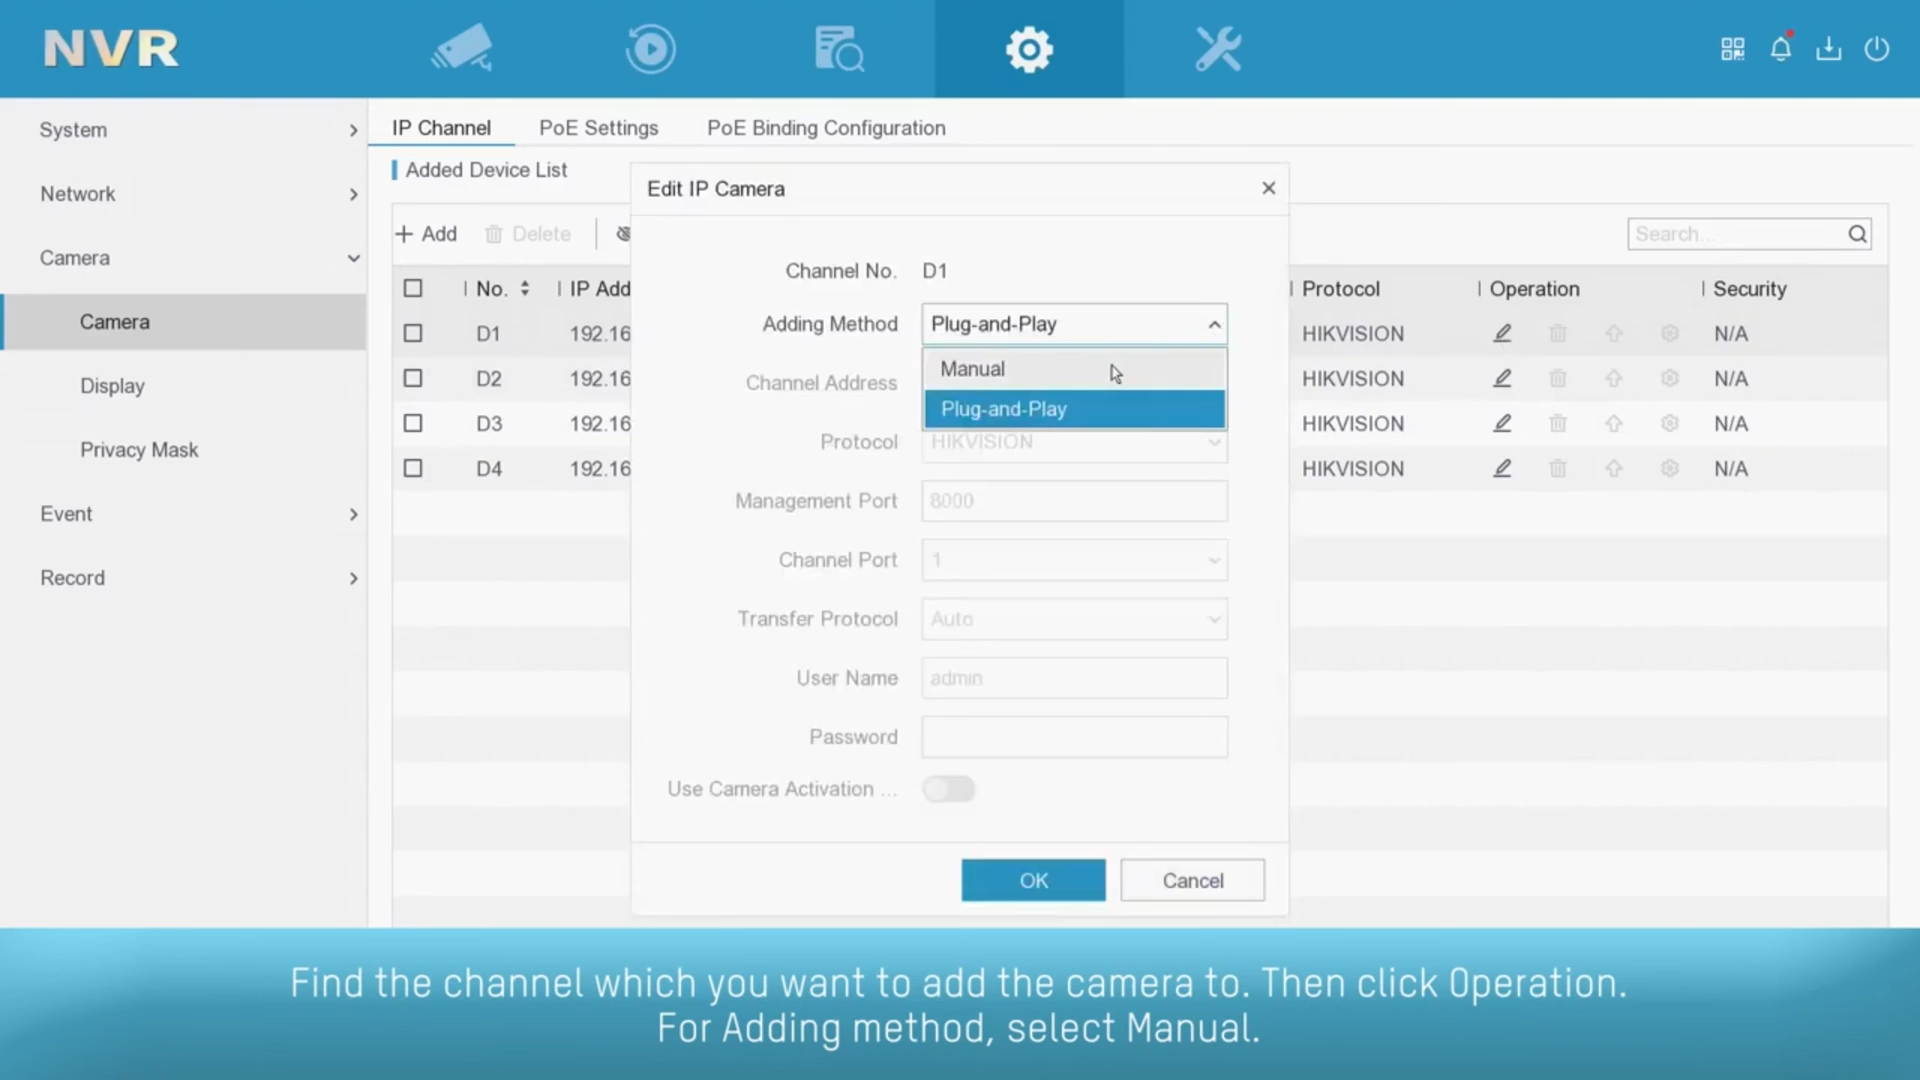 NVR
System
Network
Camera
Camera
Display
Privacy Mask
Event
Record
IP Channel PoE Settings PoE Binding Configuration
Added Device List
Add Delete
Search...
No. IP Add Protocol Operation Security
D1 192.16 HIKVISION N/A
D2 192.16 HIKVISION N/A
D3 192.16 HIKVISION N/A
D4 192.16 HIKVISION N/A
Edit IP Camera
Channel No. D1
Adding Method Plug-and-Play
Manual
Plug-and-Play
Channel Address
Protocol HIKVISION
Management Port 8000
Channel Port 1
Transfer Protocol Auto
User Name admin
Password
Use Camera Activation ...
OK Cancel
Find the channel which you want to add the camera to. Then click Operation.
For Adding method, select Manual.